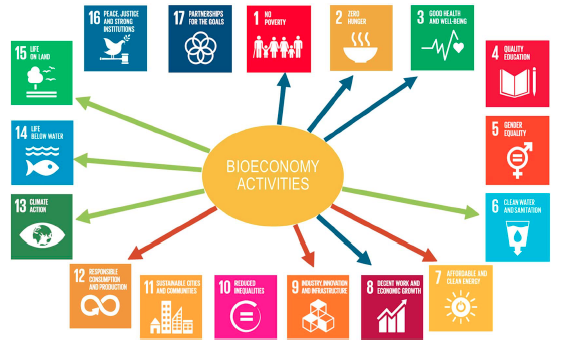 16 PEACE, JUSTICE
AND STRONG
INSTITUTIONS
17 PARTNERSHIPS
FOR THE GOALS
1 NO
POVERTY
2 ZERO
HUNGER
3 GOOD HEALTH
AND WELL-BEING
15 LIFE
ON LAND
4 QUALITY
EDUCATION
14 LIFE
BELOW WATER
5 GENDER
EQUALITY
BIOECONOMY
ACTIVITIES
13 CLIMATE
ACTION
6 CLEAN WATER
AND SANITATION
12 RESPONSIBLE
CONSUMPTION
AND PRODUCTION
11 SUSTAINABLE CITIES
AND COMMUNITIES
10 REDUCED
INEQUALITIES
9 INDUSTRY, INNOVATION
AND INFRASTRUCTURE
8 DECENT WORK AND
ECONOMIC GROWTH
7 AFFORDABLE AND
CLEAN ENERGY